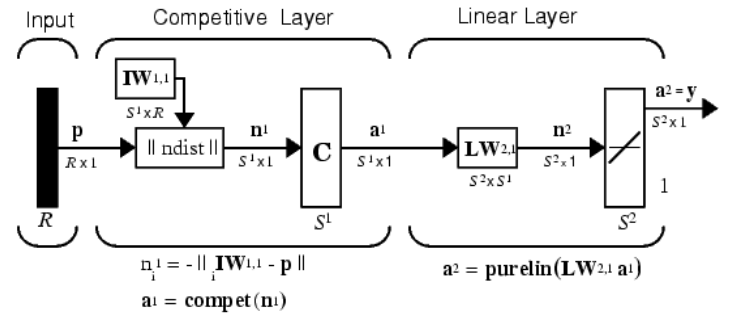 Input Competitive Layer Linear Layer
IW1,1
a2 = y
p S1xR n1 a1 n2 S2x1
|| ndist || C LW2,1
Rx1 S1x1 S1x1 S2xS1 S2x1 1
R S1 S2
ni1 = - || iIW1,1 - p ||
a1 = compet(n1)
a2 = purelin(LW2,1 a1)